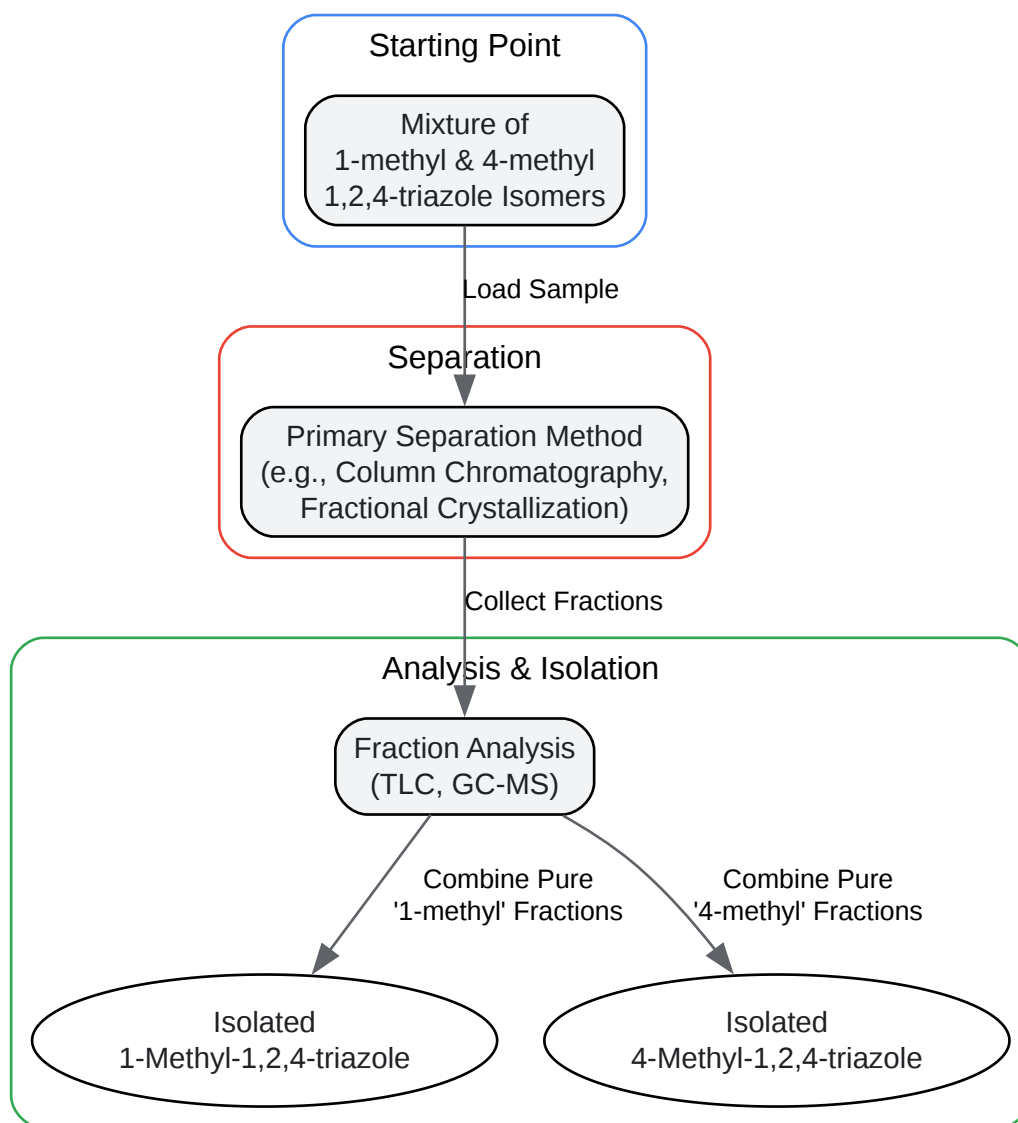 Starting Point
Mixture of
1-methyl & 4-methyl
1,2,4-triazole Isomers
Load Sample
Separation
Primary Separation Method
(e.g., Column Chromatography,
Fractional Crystallization)
Collect Fractions
Analysis & Isolation
Fraction Analysis
(TLC, GC-MS)
Combine Pure
'1-methyl' Fractions
Combine Pure
'4-methyl' Fractions
Isolated
1-Methyl-1,2,4-triazole
Isolated
4-Methyl-1,2,4-triazole